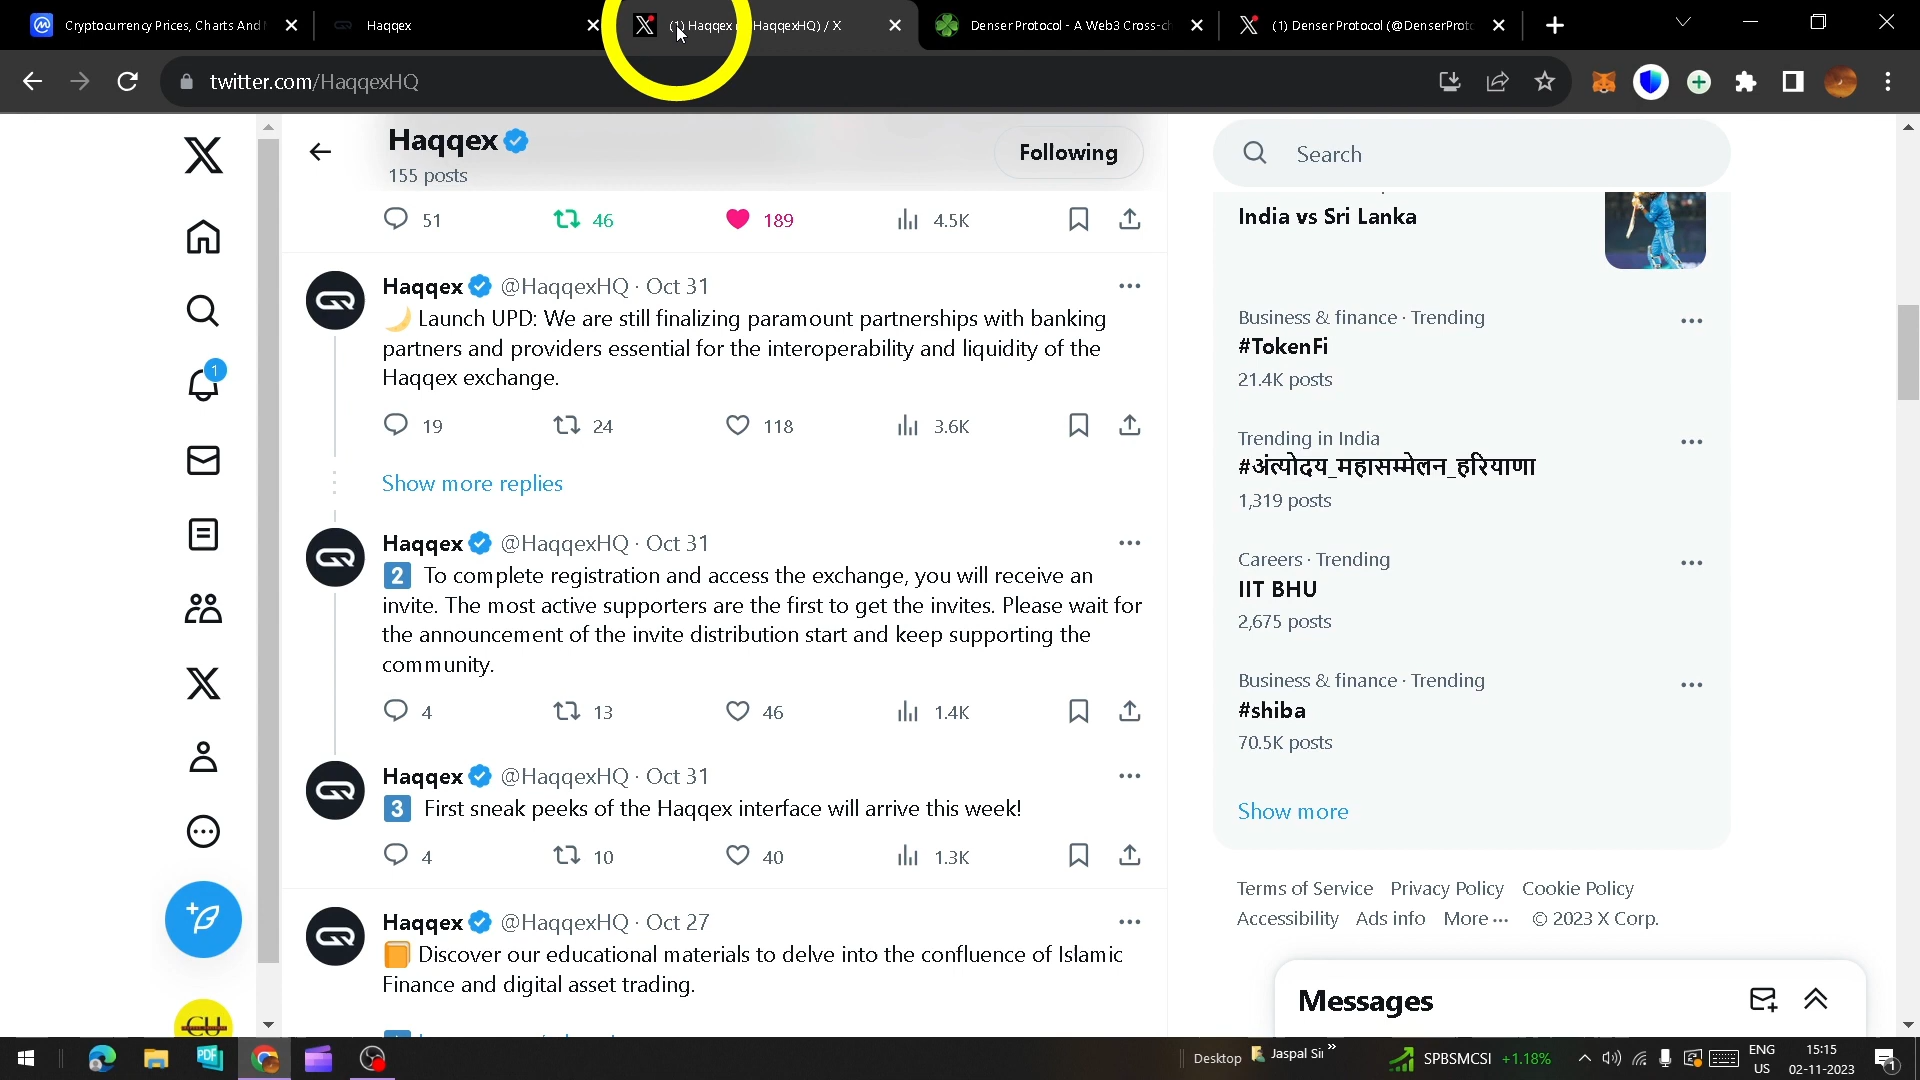 Cryptocurrency Prices, Charts And
Haqqex
HaqqexHQ) / X
Denser Protocol - A Web3 Cross-ch
(1) Denser Protocol (@DenserProto
twitter.com/HaqqexHQ
Haqqex
155 posts
Following
Search
51 46 189 4.5K
India vs Sri Lanka
Haqqex @HaqqexHQ · Oct 31
🌙 Launch UPD: We are still finalizing paramount partnerships with banking
partners and providers essential for the interoperability and liquidity of the
Haqqex exchange.
19 24 118 3.6K
Show more replies
Haqqex @HaqqexHQ · Oct 31
2 To complete registration and access the exchange, you will receive an
invite. The most active supporters are the first to get the invites. Please wait for
the announcement of the invite distribution start and keep supporting the
community.
4 13 46 1.4K
Haqqex @HaqqexHQ · Oct 31
3 First sneak peeks of the Haqqex interface will arrive this week!
4 10 40 1.3K
Haqqex @HaqqexHQ · Oct 27
📙 Discover our educational materials to delve into the confluence of Islamic
Finance and digital asset trading.
1
CU
Business & finance · Trending
#TokenFi
21.4K posts
Trending in India
#अंत्योदय_महासम्मेलन_हरियाणा
1,319 posts
Careers · Trending
IIT BHU
2,675 posts
Business & finance · Trending
#shiba
70.5K posts
Show more
Terms of Service Privacy Policy Cookie Policy
Accessibility Ads info More ··· © 2023 X Corp.
Messages
PDF
Desktop
Jaspal Sir
SPBSMCSI +1.18%
ENG
US
15:15
02-11-2023
1